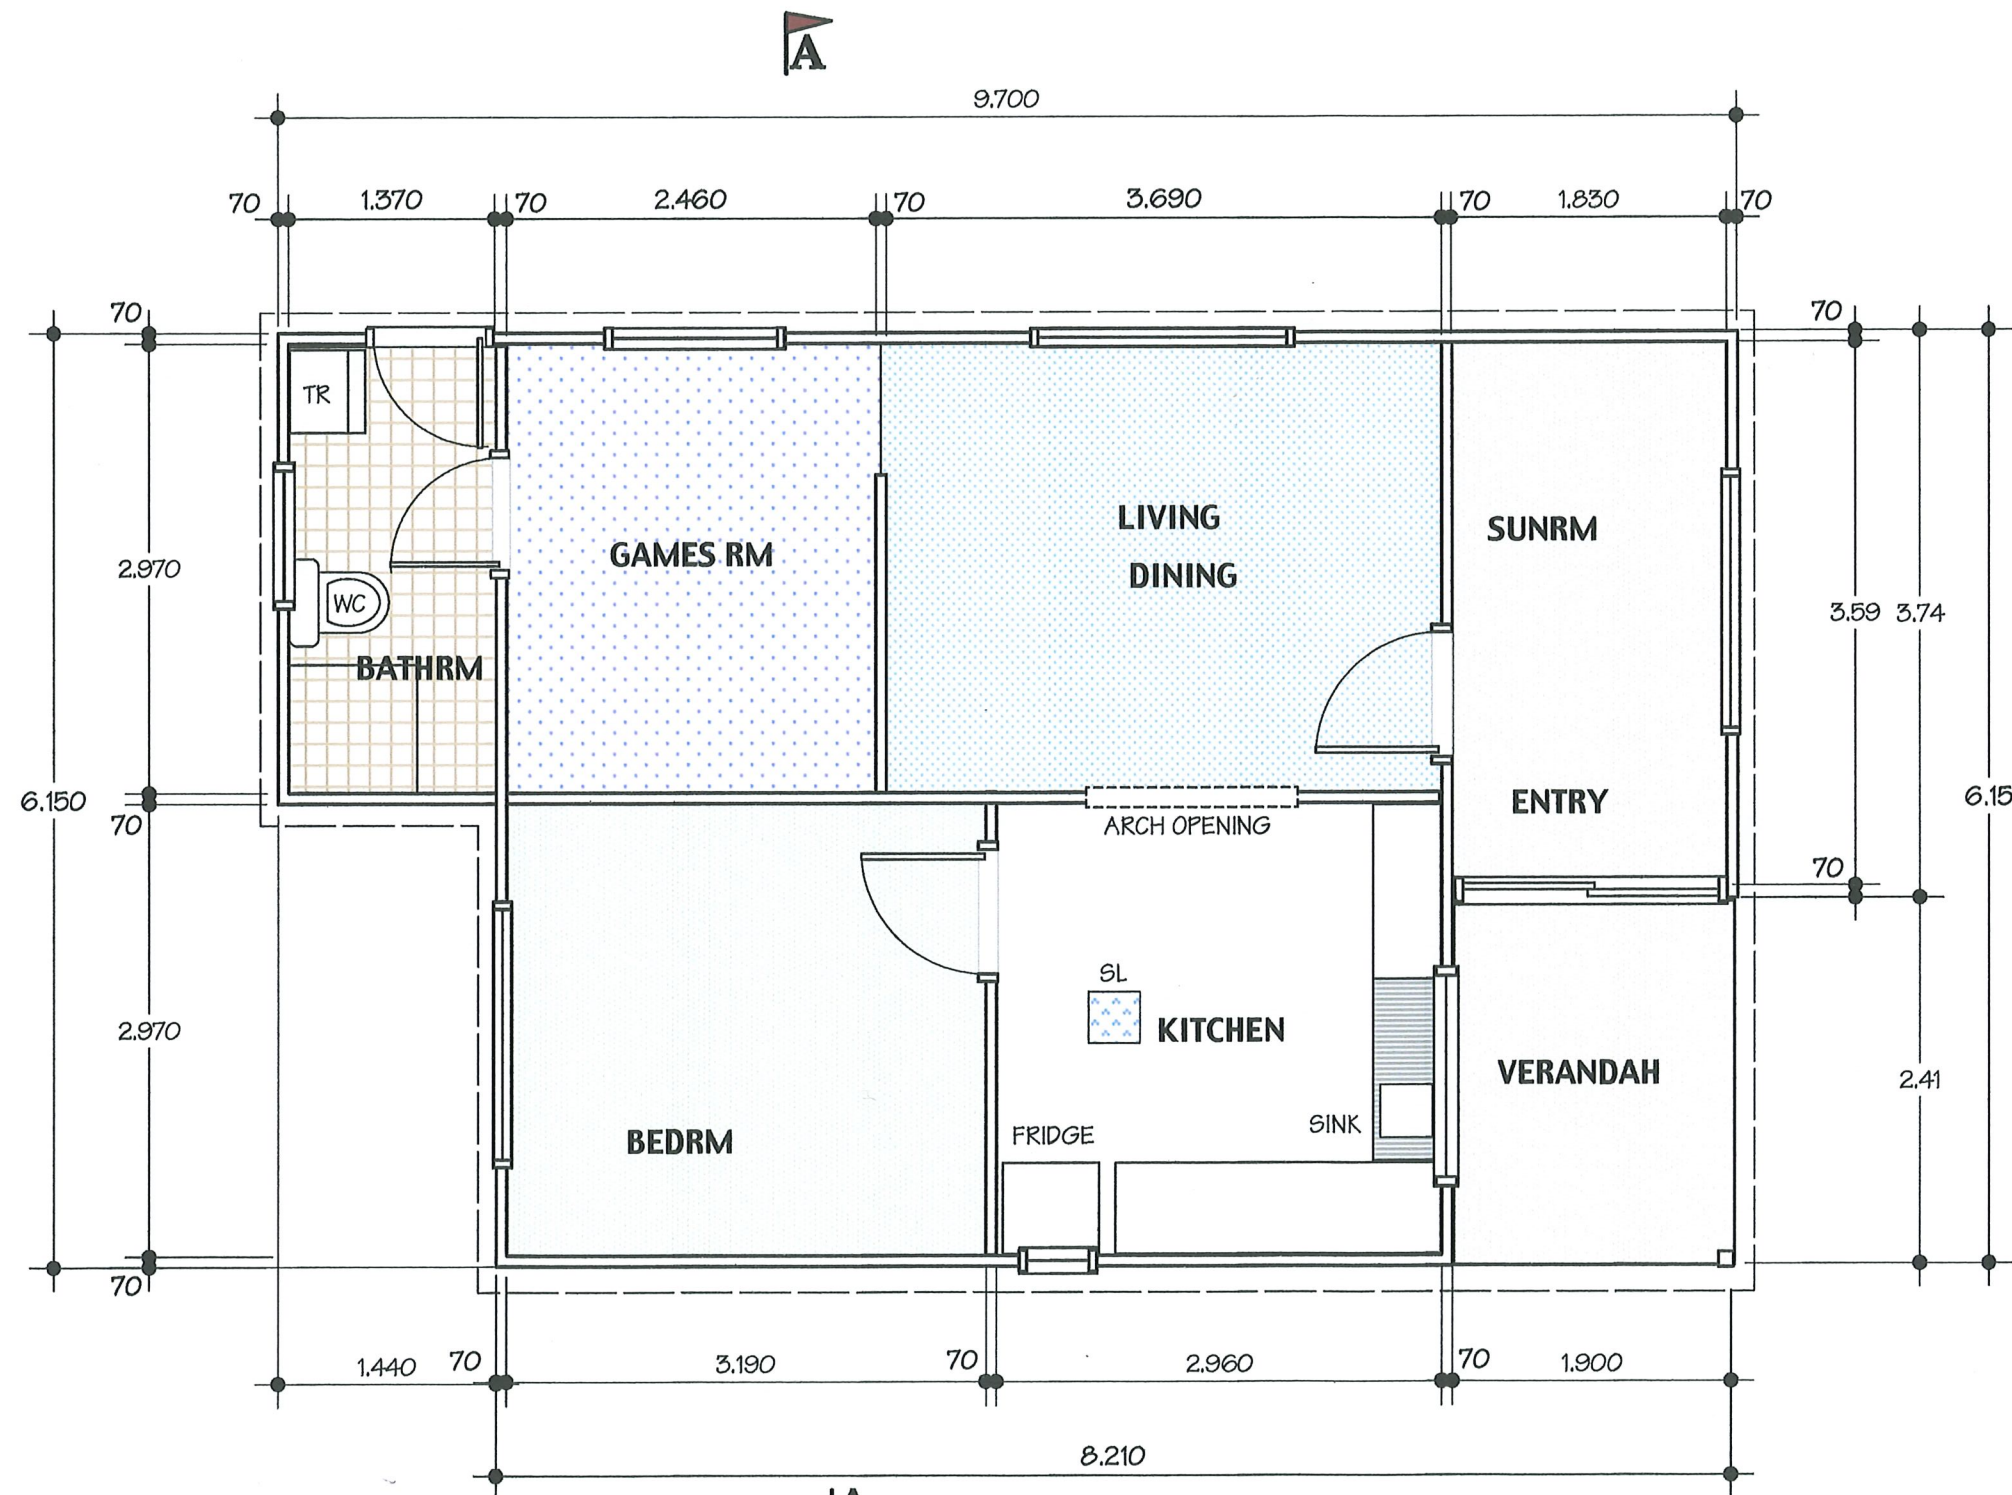 A
9.700
70 1.370 70 2.460 70 3.690 70 1.830 70
70
70
TR
LIVING
SUNRM
GAMES RM
DINING
2.970
WC
3.59 3.74
BATHRM
6.150
ENTRY
6.15
70
ARCH OPENING
70
SL
2.970
KITCHEN
VERANDAH
2.41
SINK
FRIDGE
BEDRM
70
1.440 70 3.190 70 2.960 70 1.900
8.210